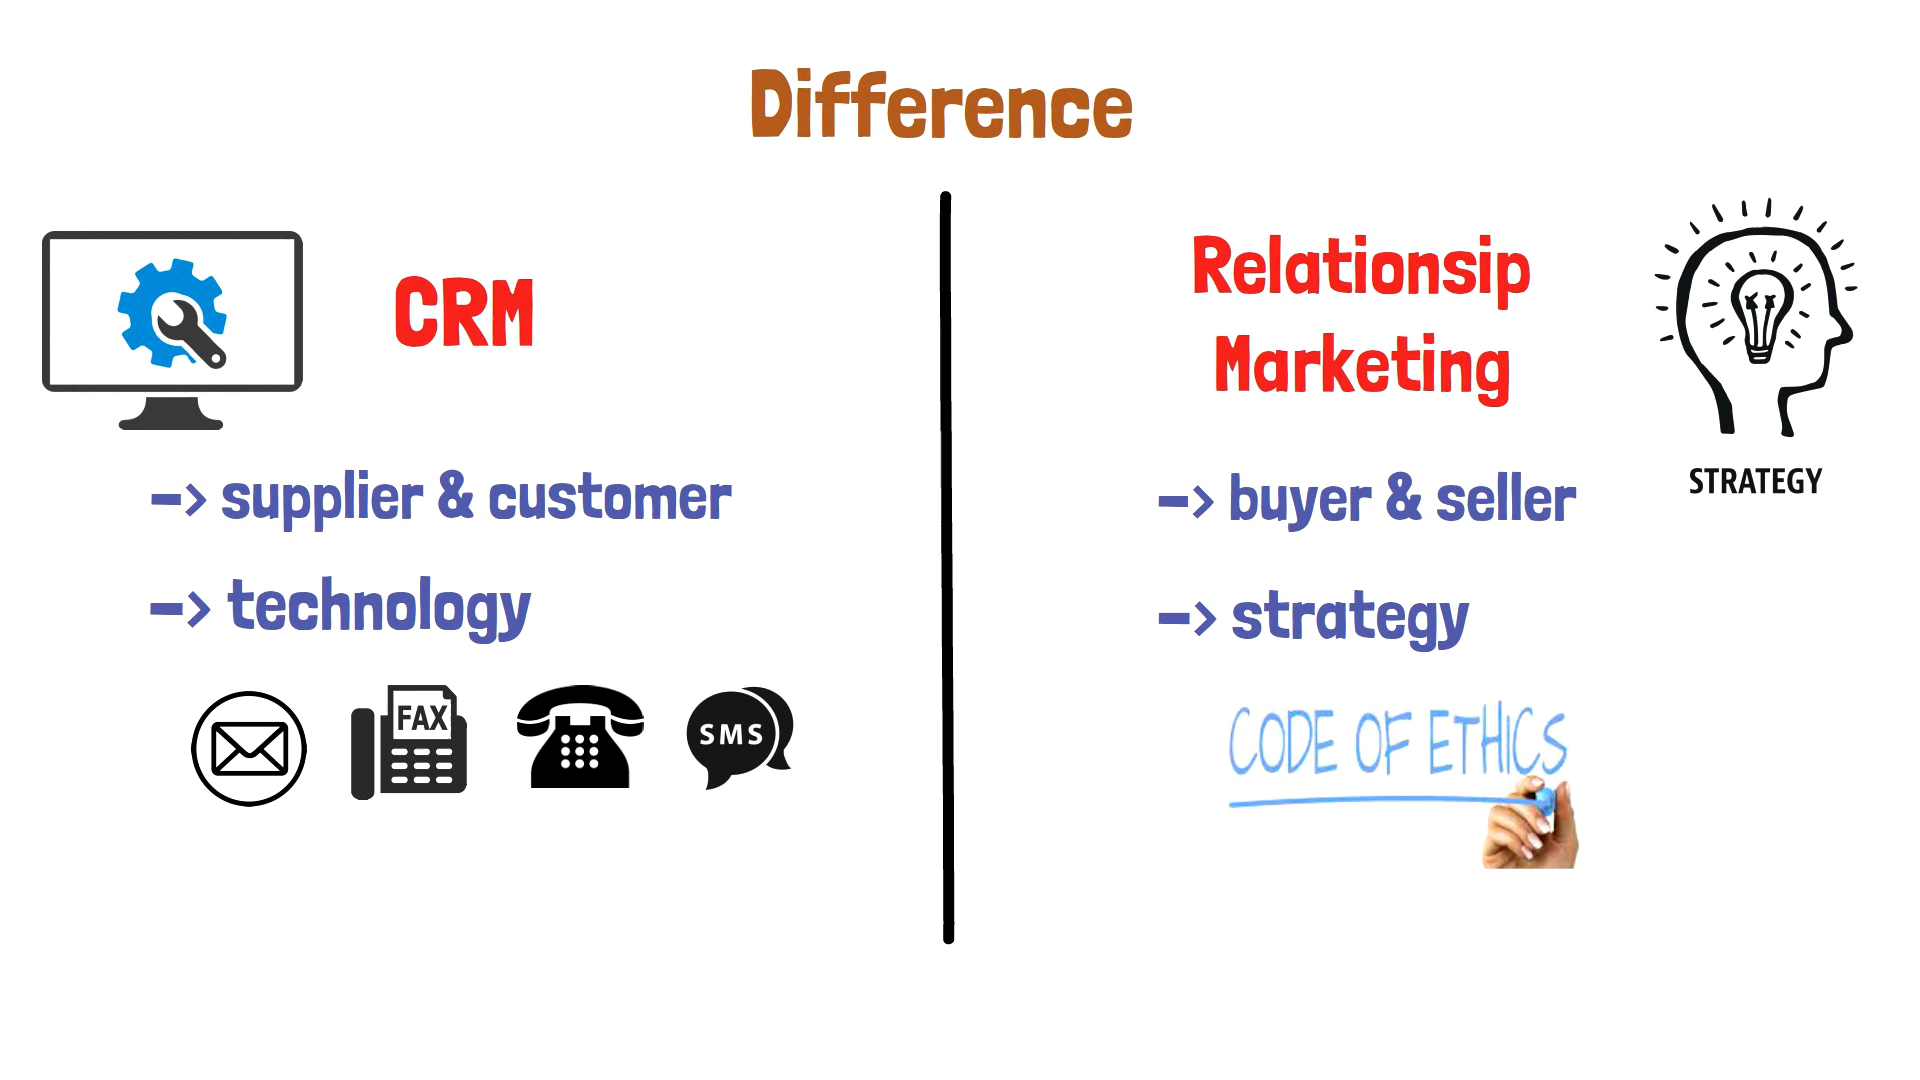 Difference
CRM
–> supplier & customer
–> technology
FAX
SMS
Relationsip
Marketing
STRATEGY
–> buyer & seller
–> strategy
CODE OF ETHICS